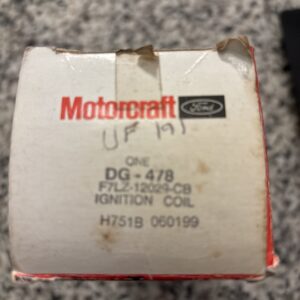 Motorcraft Ford
UF 191
ONE
DG - 478
F7LZ-12029-CB
IGNITION COIL
H751B 060199